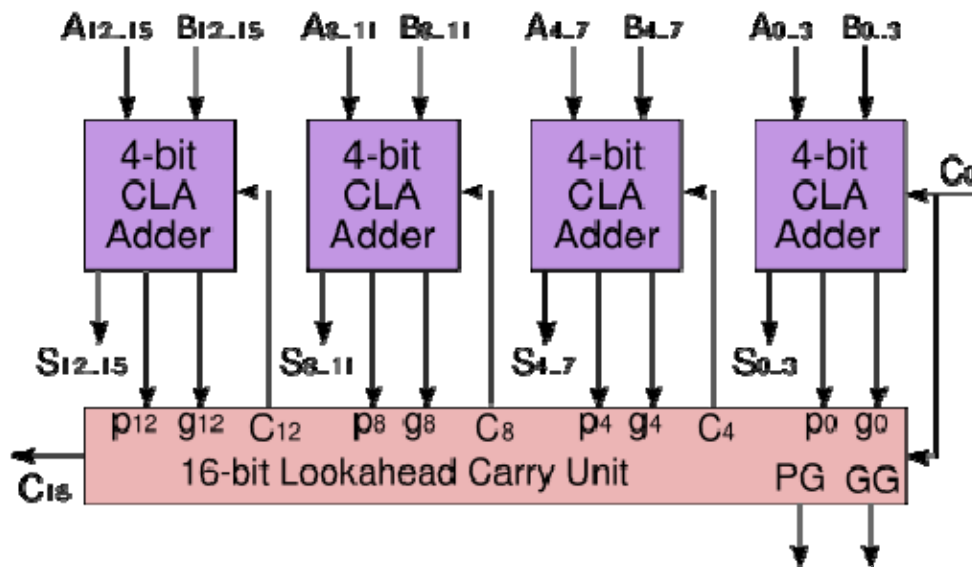 A12-15 B12-15 A8-11 B8-11 A4-7 B4-7 A0-3 B0-3
4-bit CLA Adder
4-bit CLA Adder
4-bit CLA Adder
4-bit CLA Adder
C0
S12-15 S8-11 S4-7 S0-3
p12 g12 C12 p8 g8 C8 p4 g4 C4 p0 g0
16-bit Lookahead Carry Unit
PG GG
C16